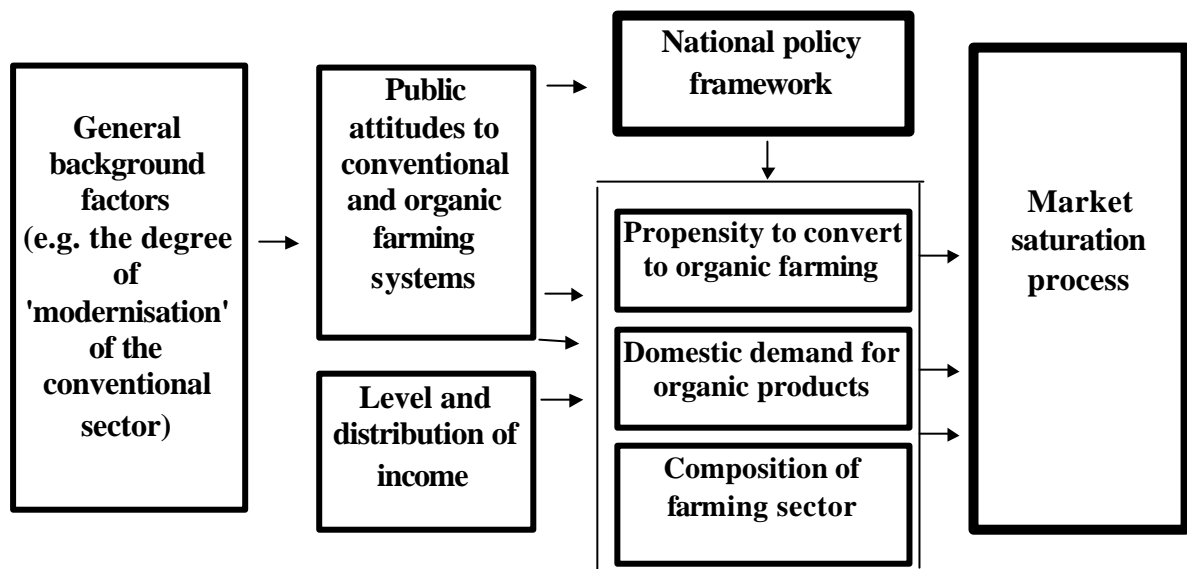 General
background
factors
(e.g. the degree
of
'modernisation'
of the
conventional
sector)
Public
attitudes to
conventional
and organic
farming
systems
Level and
distribution of
income
National policy
framework
Propensity to convert
to organic farming
Domestic demand for
organic products
Composition of
farming sector
Market
saturation
process